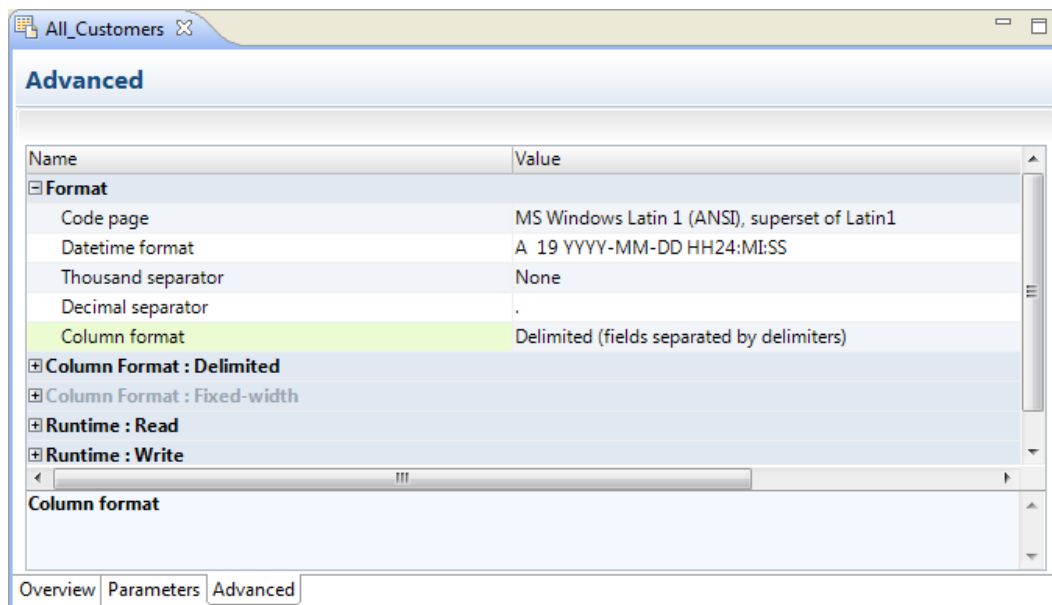 All_Customers
Advanced
Name Value
Format
Code page MS Windows Latin 1 (ANSI), superset of Latin1
Datetime format A 19 YYYY-MM-DD HH24:MI:SS
Thousand separator None
Decimal separator .
Column format Delimited (fields separated by delimiters)
Column Format : Delimited
Column Format : Fixed-width
Runtime : Read
Runtime : Write
Column format
Overview Parameters Advanced